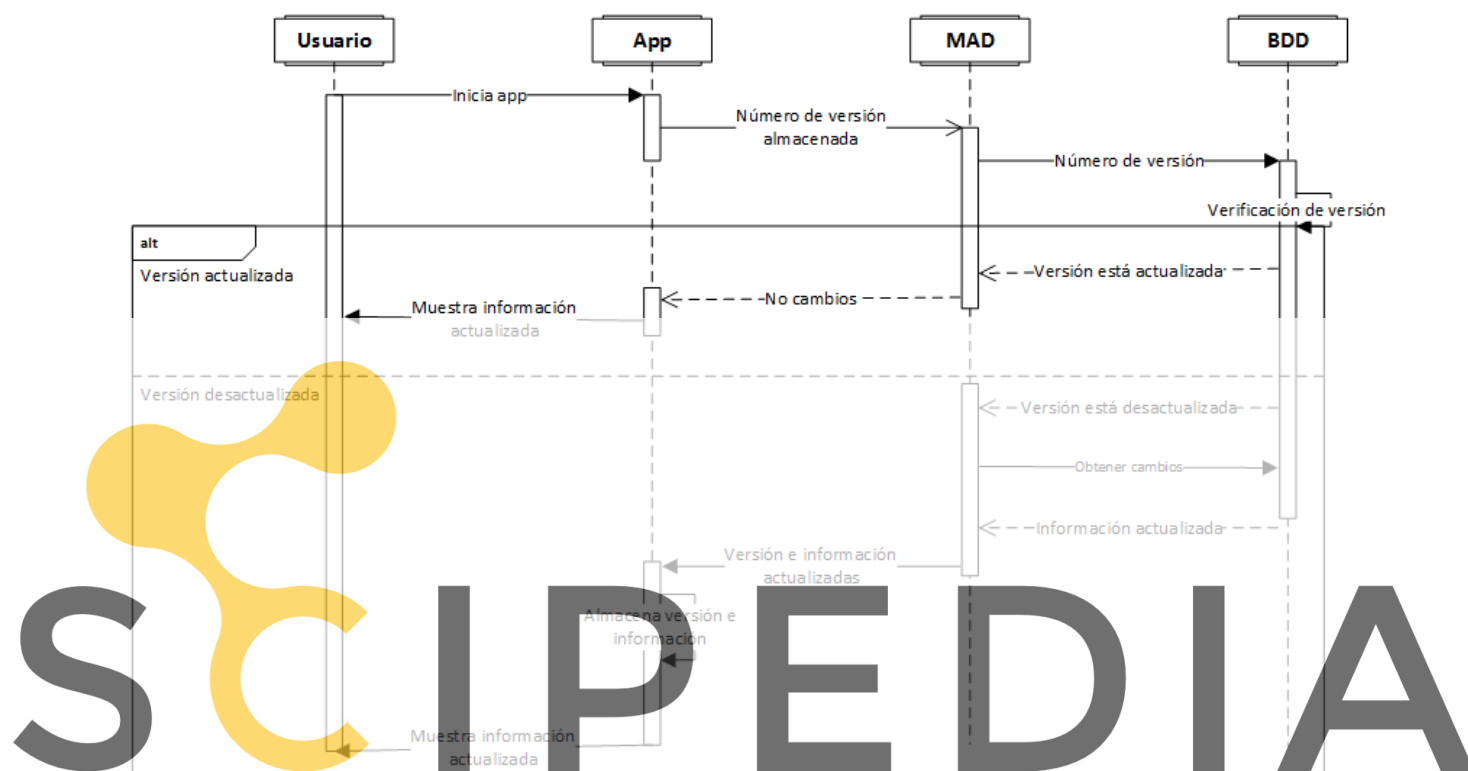 Usuario
App
MAD
BDD
Inicia app
Número de versión
almacenada
Número de versión
Verificación de versión
alt
Versión actualizada
Versión está actualizada
No cambios
Muestra información
actualizada
Versión desactualizada
Versión está desactualizada
Obtener cambios
Información actualizada
Versión e información
actualizadas
Almacena versión e
información
Muestra información
actualizada
SCIPEDIA